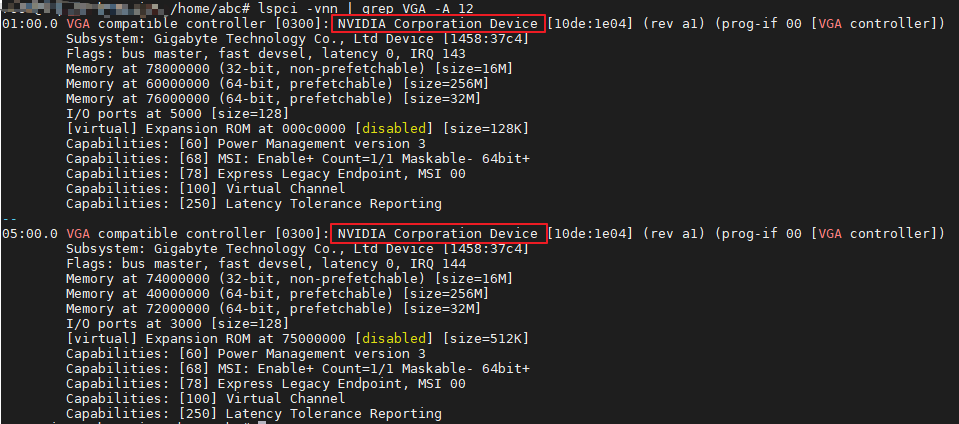 /home/abc# lspci -vnn | grep VGA -A 12
01:00.0 VGA compatible controller [0300]: NVIDIA Corporation Device [10de:1e04] (rev a1) (prog-if 00 [VGA controller])
Subsystem: Gigabyte Technology Co., Ltd Device [1458:37c4]
Flags: bus master, fast devsel, latency 0, IRQ 143
Memory at 78000000 (32-bit, non-prefetchable) [size=16M]
Memory at 60000000 (64-bit, prefetchable) [size=256M]
Memory at 76000000 (64-bit, prefetchable) [size=32M]
I/O ports at 5000 [size=128]
[virtual] Expansion ROM at 000c0000 [disabled] [size=128K]
Capabilities: [60] Power Management version 3
Capabilities: [68] MSI: Enable+ Count=1/1 Maskable- 64bit+
Capabilities: [78] Express Legacy Endpoint, MSI 00
Capabilities: [100] Virtual Channel
Capabilities: [250] Latency Tolerance Reporting
--
05:00.0 VGA compatible controller [0300]: NVIDIA Corporation Device [10de:1e04] (rev a1) (prog-if 00 [VGA controller])
Subsystem: Gigabyte Technology Co., Ltd Device [1458:37c4]
Flags: bus master, fast devsel, latency 0, IRQ 144
Memory at 74000000 (32-bit, non-prefetchable) [size=16M]
Memory at 40000000 (64-bit, prefetchable) [size=256M]
Memory at 72000000 (64-bit, prefetchable) [size=32M]
I/O ports at 3000 [size=128]
[virtual] Expansion ROM at 75000000 [disabled] [size=512K]
Capabilities: [60] Power Management version 3
Capabilities: [68] MSI: Enable+ Count=1/1 Maskable- 64bit+
Capabilities: [78] Express Legacy Endpoint, MSI 00
Capabilities: [100] Virtual Channel
Capabilities: [250] Latency Tolerance Reporting